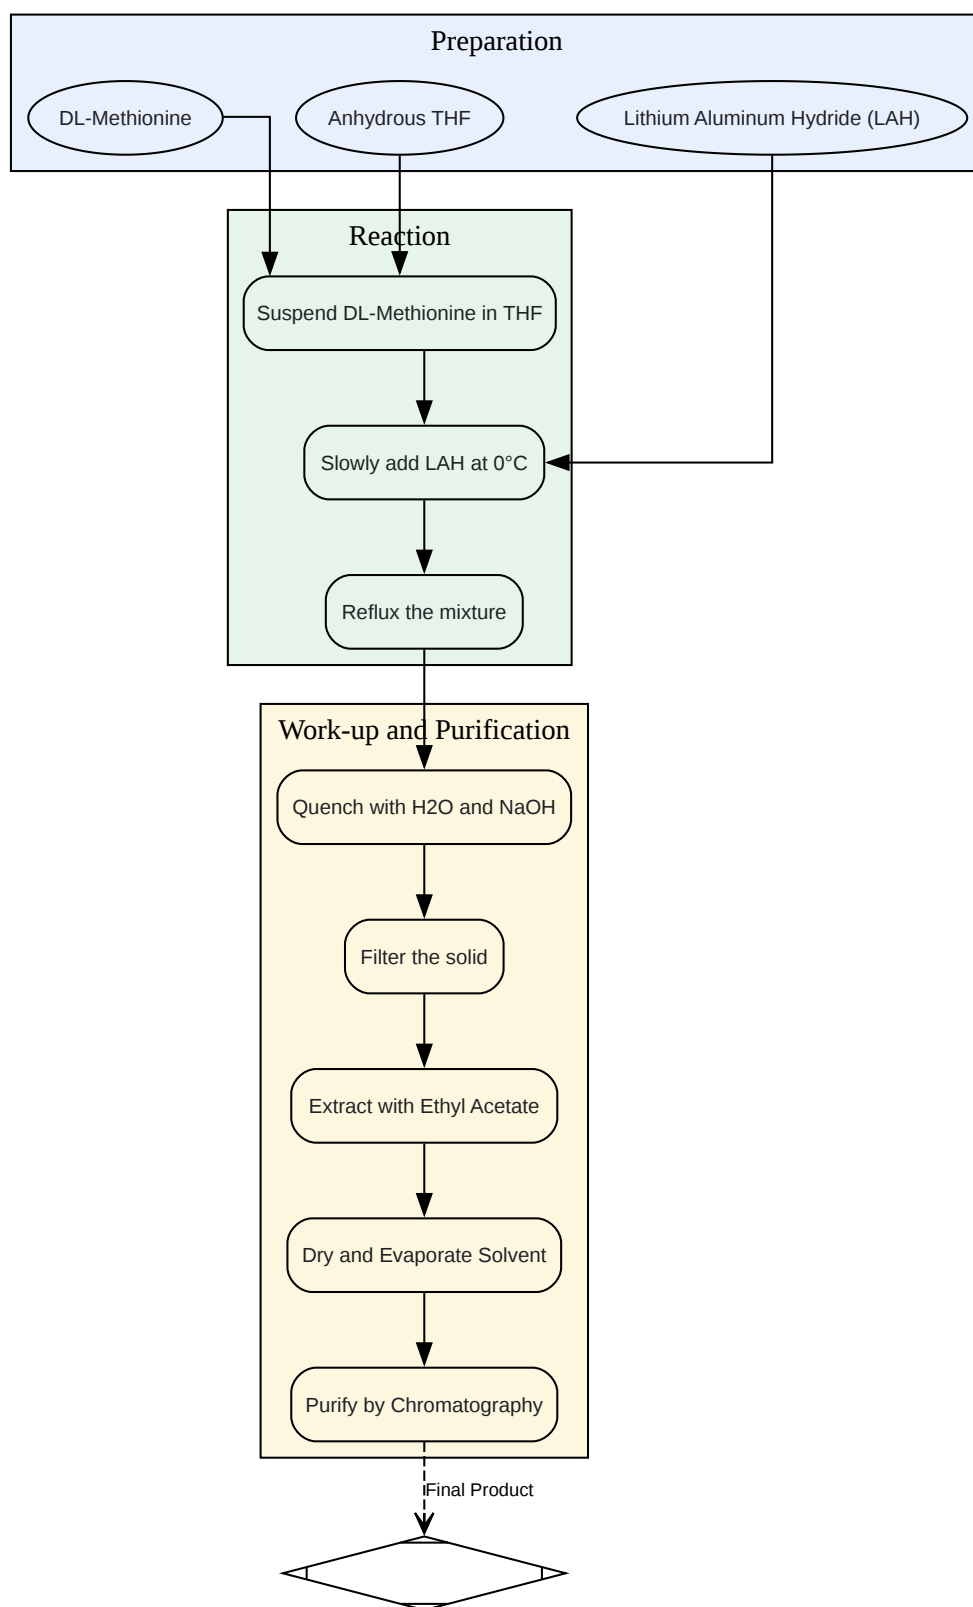 Preparation
DL-Methionine
Anhydrous THF
Lithium Aluminum Hydride (LAH)
Reaction
Suspend DL-Methionine in THF
Slowly add LAH at 0°C
Reflux the mixture
Work-up and Purification
Quench with H2O and NaOH
Filter the solid
Extract with Ethyl Acetate
Dry and Evaporate Solvent
Purify by Chromatography
Final Product